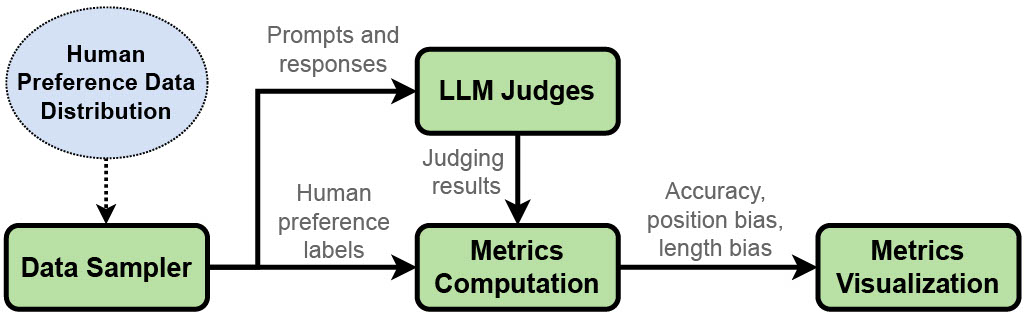 Human
Preference Data
Distribution
Prompts and
responses
LLM Judges
Judging
results
Human
preference
labels
Accuracy,
position bias,
length bias
Data Sampler
Metrics
Computation
Metrics
Visualization